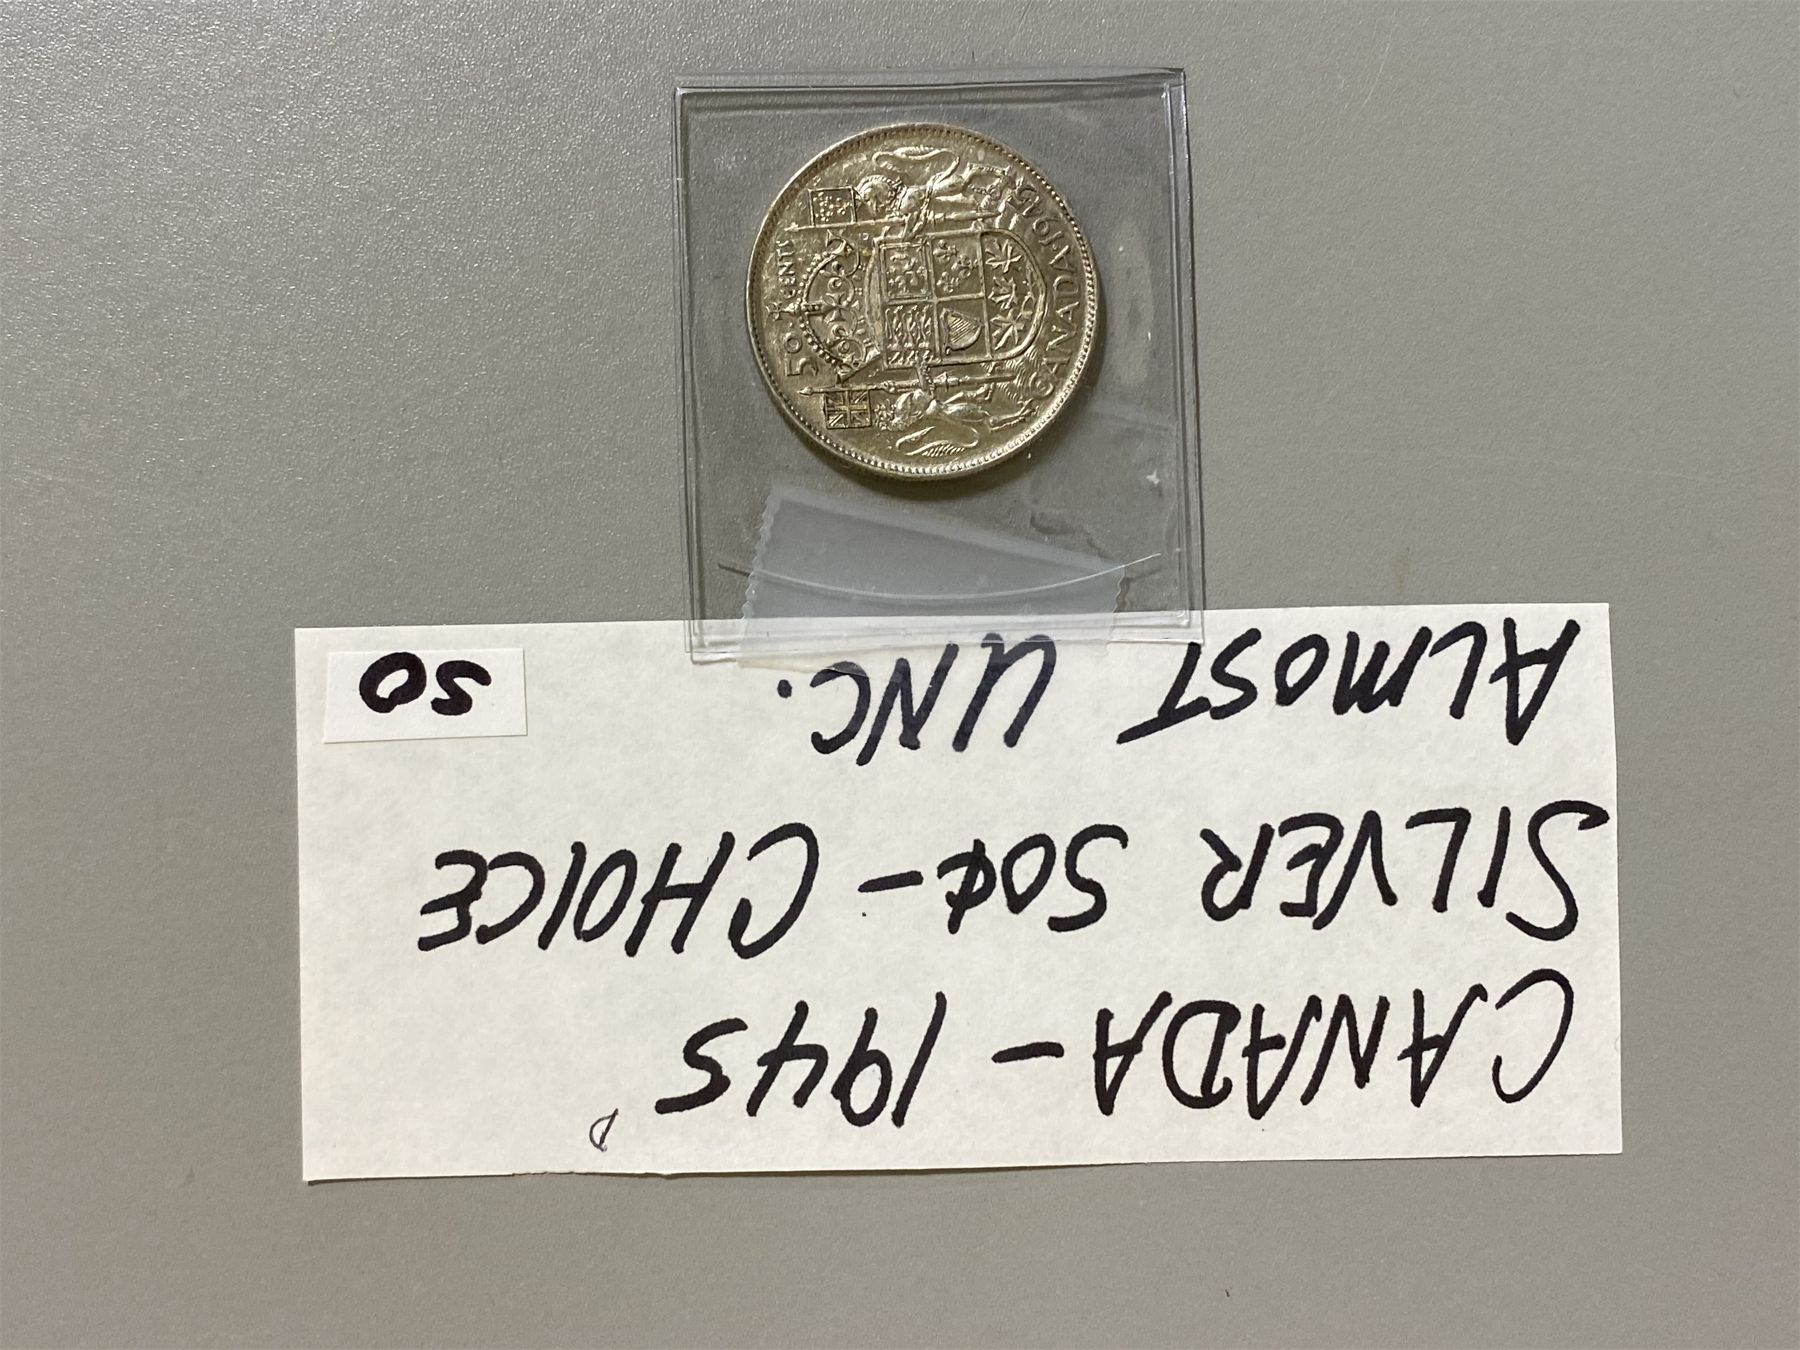 CANADA - 1945
SILVER 50¢ - CHOICE
ALMOST UNC.
50
50 CENTS
CANADA·1945